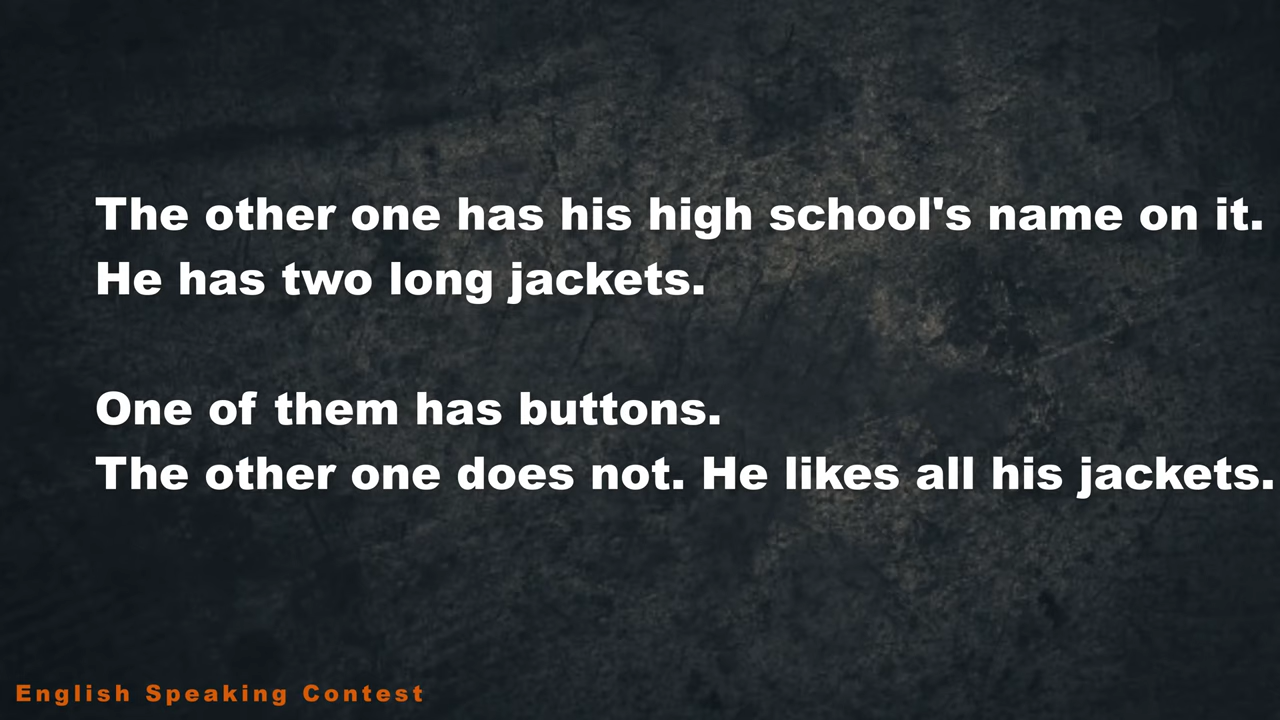 The other one has his high school's name on it.
He has two long jackets.
One of them has buttons.
The other one does not. He likes all his jackets.
English Speaking Contest